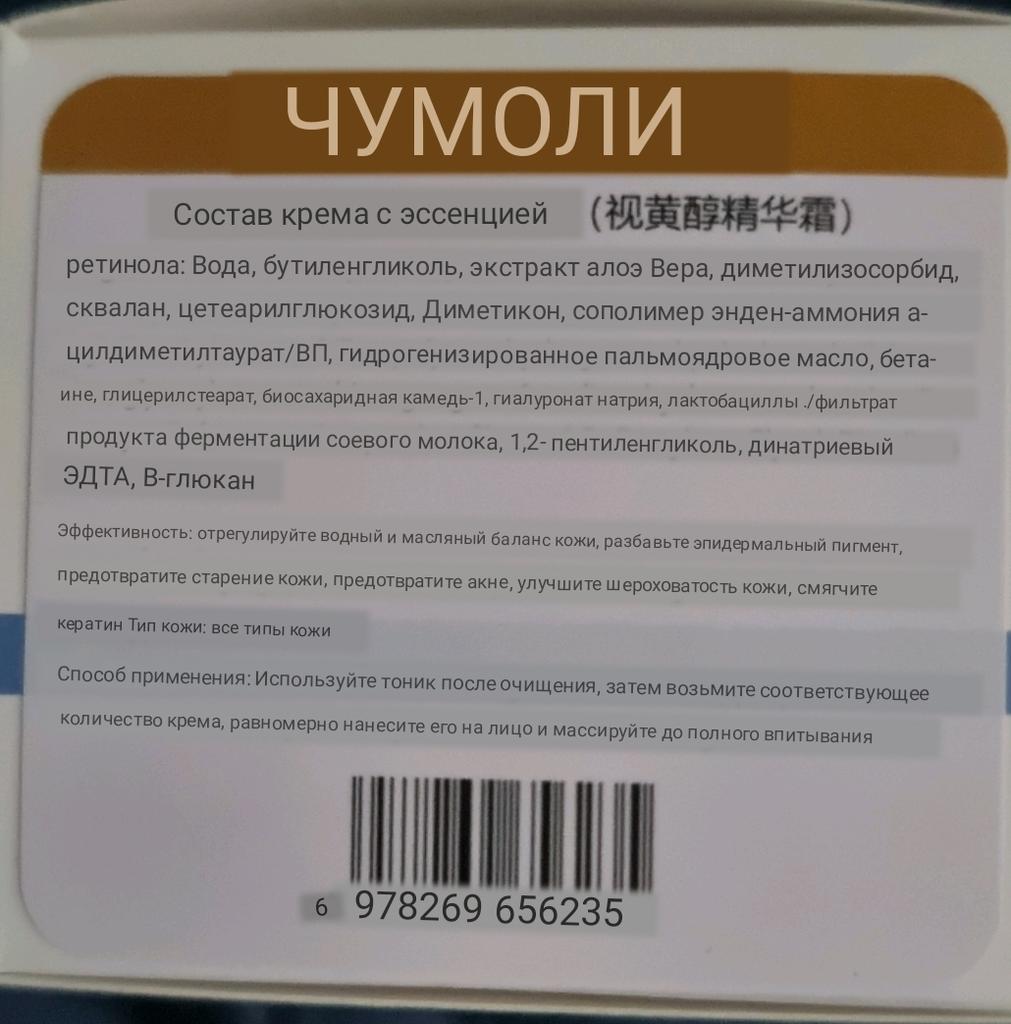 ЧУМОЛИ
Состав крема с эссенцией (视黄醇精华霜)
ретинола: Вода, бутиленгликоль, экстракт алоэ Вера, диметилизосорбид,
сквалан, цетеарилглюкозид, Диметикон, сополимер энден-аммония а-
цилдиметилтаурат/ВП, гидрогенизированное пальмоядровое масло, бета-
ине, глицерилстеарат, биосахаридная камедь-1, гиалуронат натрия, лактобациллы ./фильтрат
продукта ферментации соевого молока, 1,2- пентиленгликоль, динатриевый
ЭДТА, В-глюкан
Эффективность: отрегулируйте водный и масляный баланс кожи, разбавьте эпидермальный пигмент,
предотвратите старение кожи, предотвратите акне, улучшите шероховатость кожи, смягчите
кератин Тип кожи: все типы кожи
Способ применения: Используйте тоник после очищения, затем возьмите соответствующее
количество крема, равномерно нанесите его на лицо и массируйте до полного впитывания
6 978269 656235